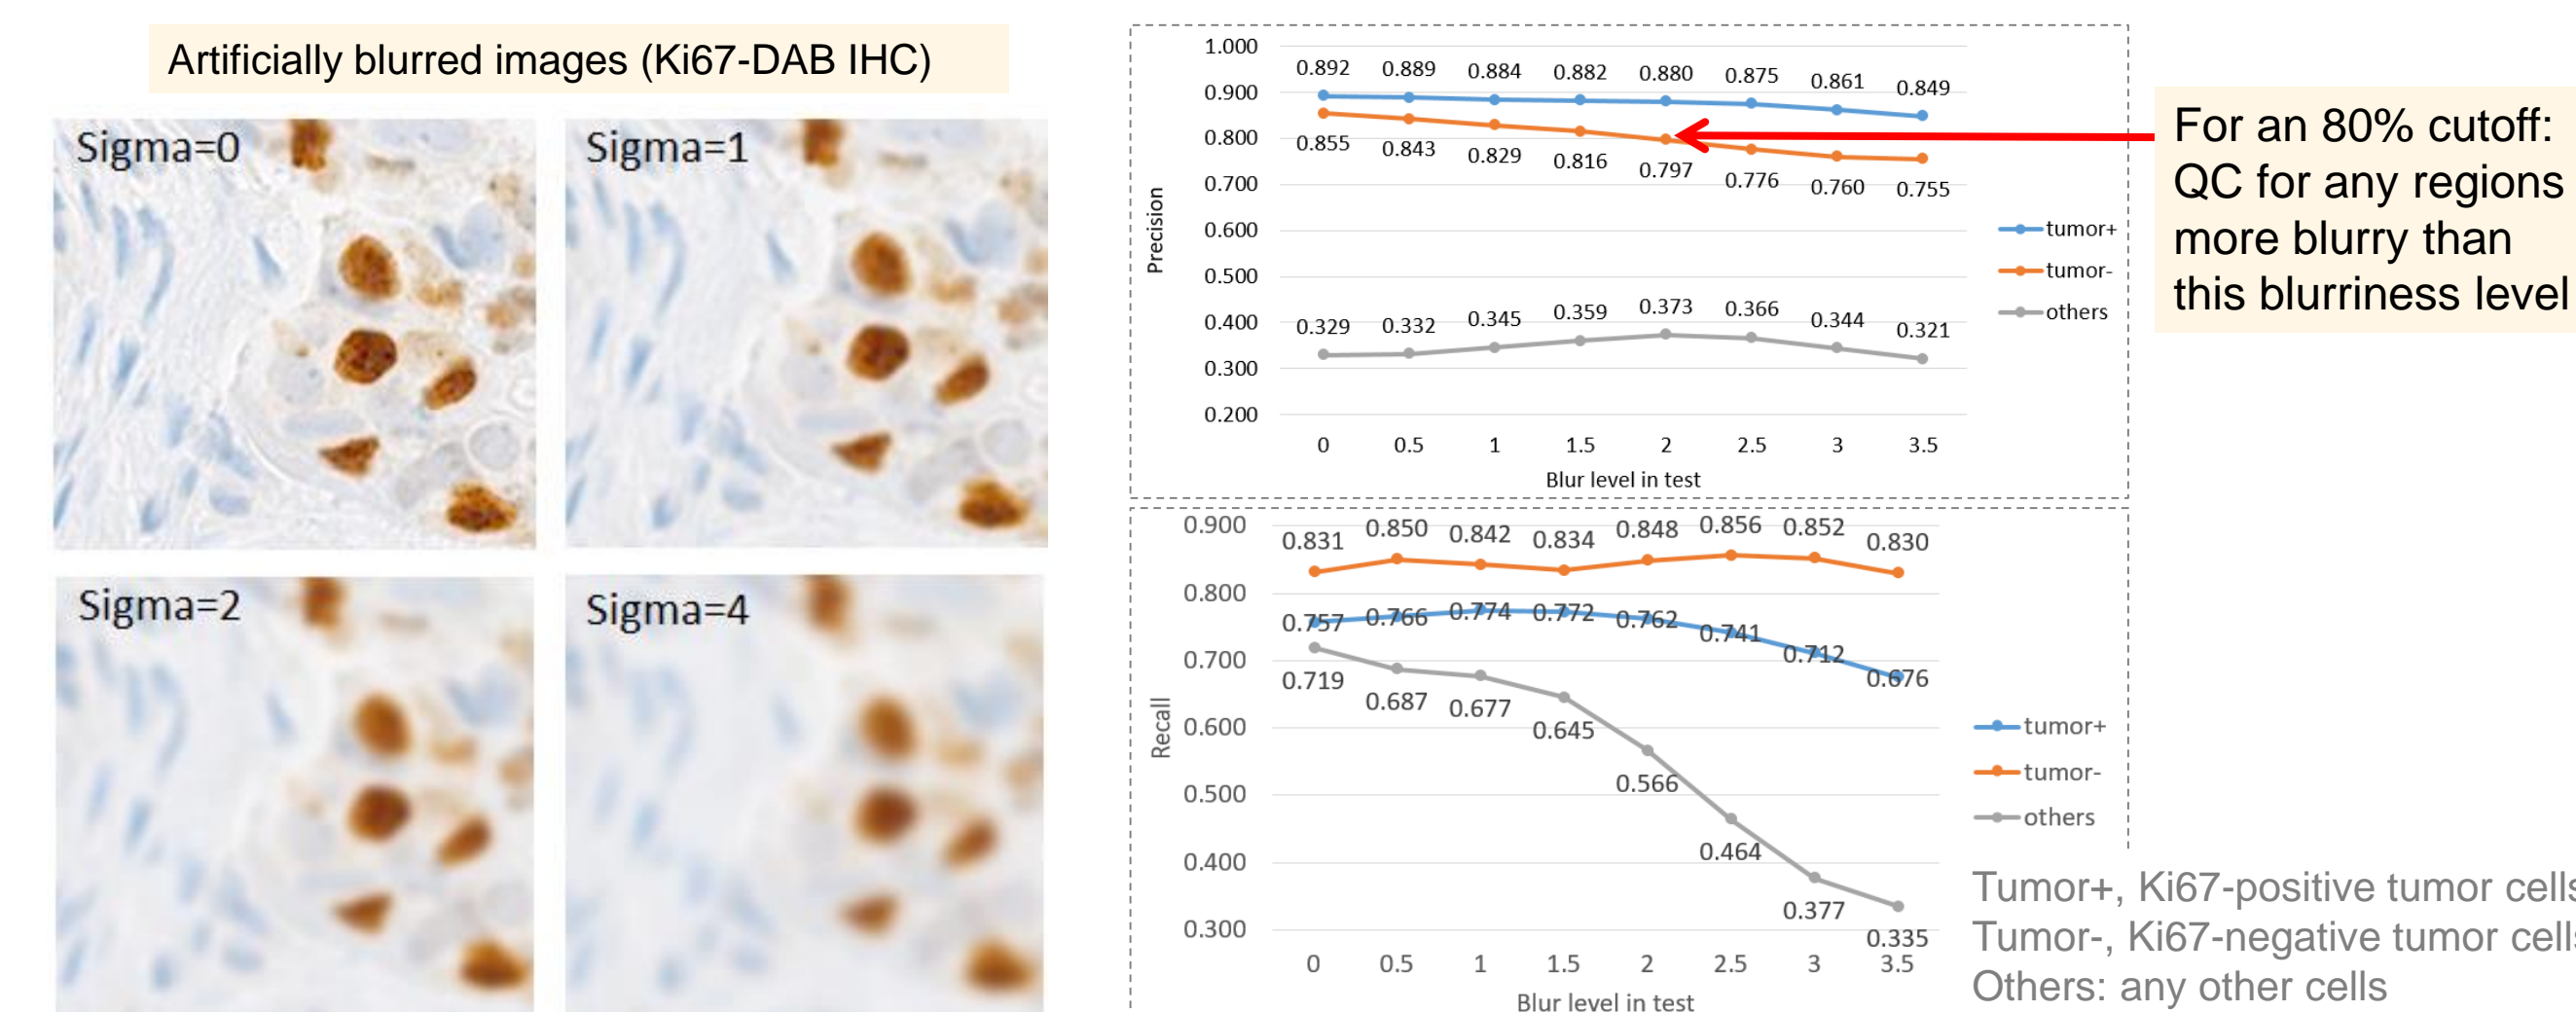 Artificially blurred images (Ki67-DAB IHC)
Sigma=0
Sigma=1
Sigma=2
Sigma=4
1.000
0.900
0.800
0.700
0.600
0.500
0.400
0.300
0.200
Precision
0.892 0.889 0.884 0.882 0.880 0.875 0.861 0.849
0.855 0.843 0.829 0.816 0.797 0.776 0.760 0.755
0.329 0.332 0.345 0.359 0.373 0.366 0.344 0.321
0 0.5 1 1.5 2 2.5 3 3.5
Blur level in test
tumor+
tumor-
others
For an 80% cutoff:
QC for any regions
more blurry than
this blurriness level
0.900
0.800
0.700
0.600
0.500
0.400
0.300
Recall
0.831 0.850 0.842 0.834 0.848 0.856 0.852 0.830
0.757 0.766 0.774 0.772 0.762 0.741 0.712 0.676
0.719 0.687 0.677 0.645 0.566 0.464 0.377 0.335
0 0.5 1 1.5 2 2.5 3 3.5
Blur level in test
tumor+
tumor-
others
Tumor+, Ki67-positive tumor cells
Tumor-, Ki67-negative tumor cells
Others: any other cells